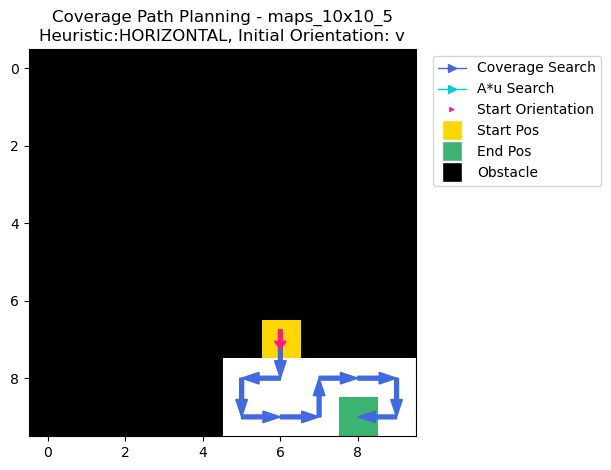 Coverage Path Planning - maps_10x10_5
Heuristic:HORIZONTAL, Initial Orientation: v
Coverage Search
A*u Search
Start Orientation
Start Pos
End Pos
Obstacle
0
2
4
6
8
0
2
4
6
8